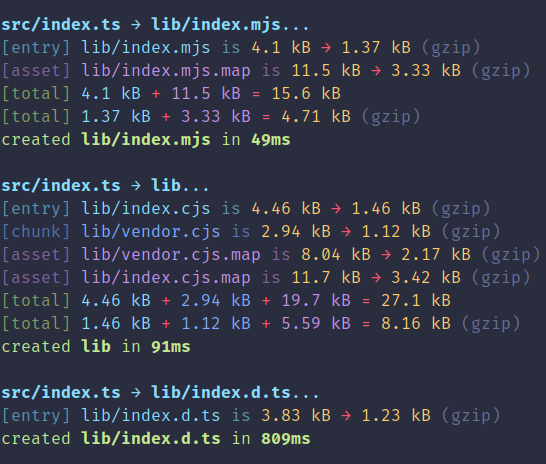 src/index.ts → lib/index.mjs...
[entry] lib/index.mjs is 4.1 kB → 1.37 kB (gzip)
[asset] lib/index.mjs.map is 11.5 kB → 3.33 kB (gzip)
[total] 4.1 kB + 11.5 kB = 15.6 kB
[total] 1.37 kB + 3.33 kB = 4.71 kB (gzip)
created lib/index.mjs in 49ms
src/index.ts → lib...
[entry] lib/index.cjs is 4.46 kB → 1.46 kB (gzip)
[chunk] lib/vendor.cjs is 2.94 kB → 1.12 kB (gzip)
[asset] lib/vendor.cjs.map is 8.04 kB → 2.17 kB (gzip)
[asset] lib/index.cjs.map is 11.7 kB → 3.42 kB (gzip)
[total] 4.46 kB + 2.94 kB + 19.7 kB = 27.1 kB
[total] 1.46 kB + 1.12 kB + 5.59 kB = 8.16 kB (gzip)
created lib in 91ms
src/index.ts → lib/index.d.ts...
[entry] lib/index.d.ts is 3.83 kB → 1.23 kB (gzip)
created lib/index.d.ts in 809ms